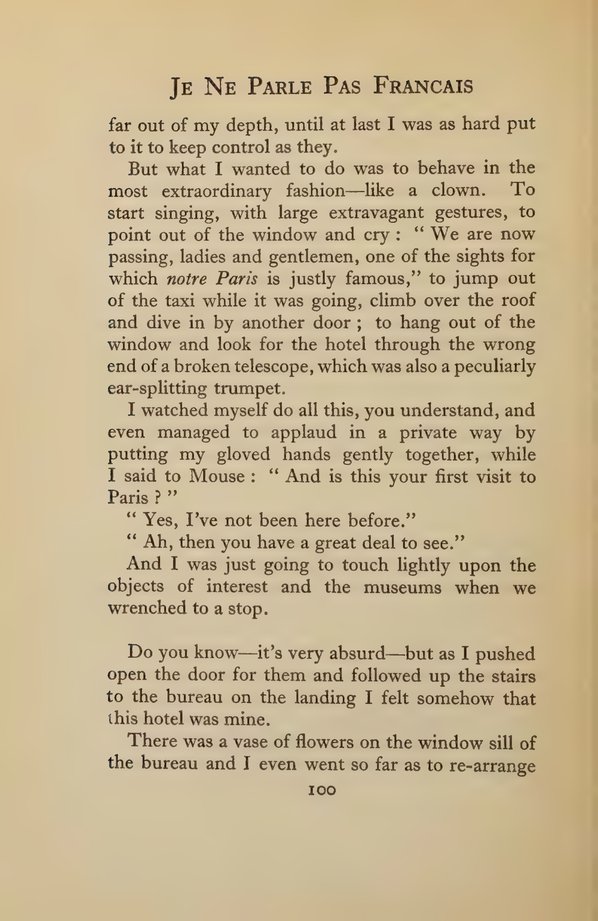 JE NE PARLE PAS FRANCAIS
far out of my depth, until at last I was as hard put
to it to keep control as they.
But what I wanted to do was to behave in the
most extraordinary fashion—like a clown. To
start singing, with large extravagant gestures, to
point out of the window and cry : “ We are now
passing, ladies and gentlemen, one of the sights for
which notre Paris is justly famous,” to jump out
of the taxi while it was going, climb over the roof
and dive in by another door ; to hang out of the
window and look for the hotel through the wrong
end of a broken telescope, which was also a peculiarly
ear-splitting trumpet.
I watched myself do all this, you understand, and
even managed to applaud in a private way by
putting my gloved hands gently together, while
I said to Mouse : “ And is this your first visit to
Paris ? ”
“ Yes, I've not been here before.”
“ Ah, then you have a great deal to see.”
And I was just going to touch lightly upon the
objects of interest and the museums when we
wrenched to a stop.
Do you know—it's very absurd—but as I pushed
open the door for them and followed up the stairs
to the bureau on the landing I felt somehow that
this hotel was mine.
There was a vase of flowers on the window sill of
the bureau and I even went so far as to re-arrange
100